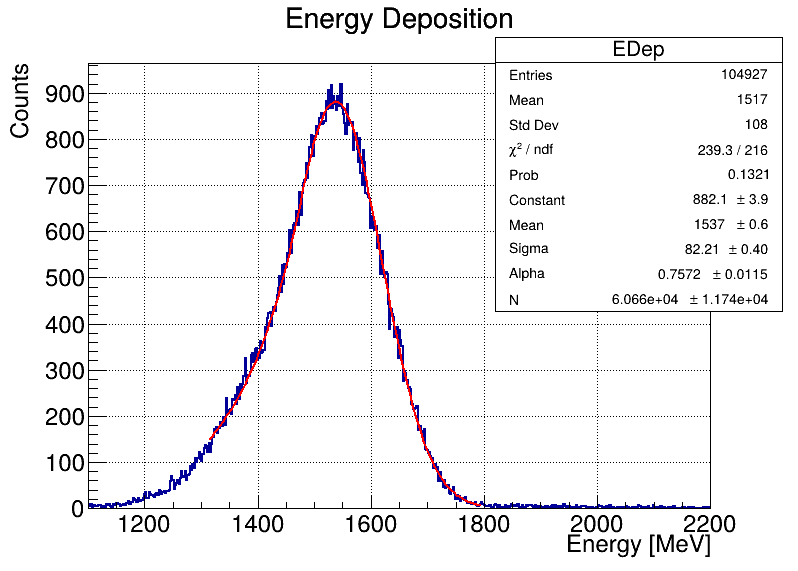 Energy Deposition
EDep
Entries 104927
Mean 1517
Std Dev 108
χ² / ndf 239.3 / 216
Prob 0.1321
Constant 882.1 ± 3.9
Mean 1537 ± 0.6
Sigma 82.21 ± 0.40
Alpha 0.7572 ± 0.0115
N 6.066e+04 ± 1.174e+04
Counts
900
800
700
600
500
400
300
200
100
0
1200 1400 1600 1800 2000 2200
Energy [MeV]